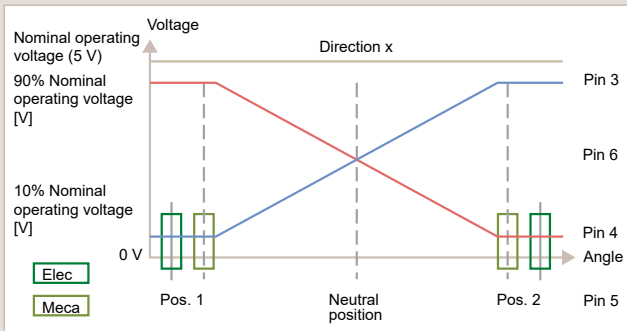 Voltage
Nominal operating
voltage (5 V)
Direction x
90% Nominal
operating voltage
[V]
Pin 3
Pin 6
10% Nominal
operating voltage
[V]
Pin 4
0 V
Angle
Elec
Meca
Pos. 1
Neutral
position
Pos. 2
Pin 5